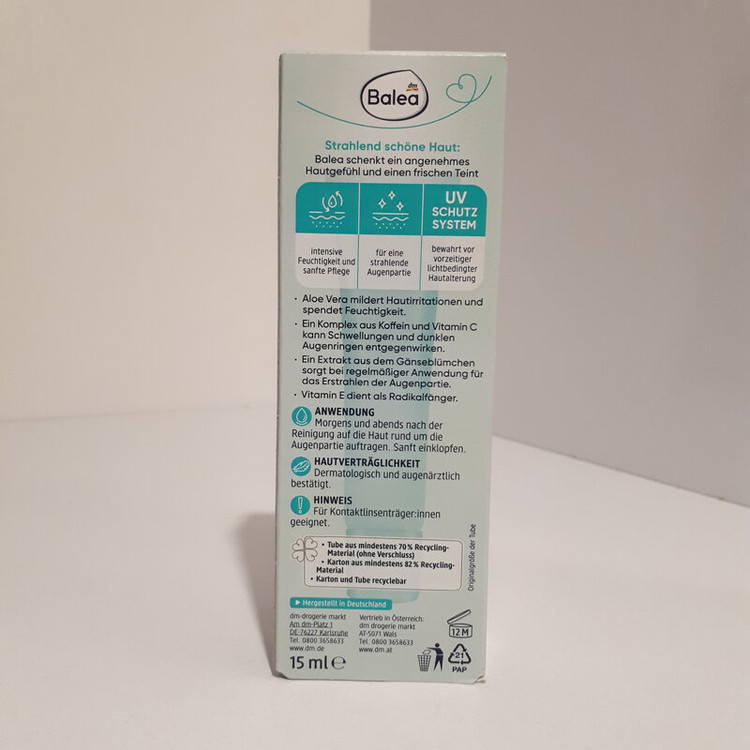 dm
Balea
Strahlend schöne Haut:
Balea schenkt ein angenehmes
Hautgefühl und einen frischen Teint
UV
SCHUTZ
SYSTEM
intensive
Feuchtigkeit und
sanfte Pflege
für eine
strahlende
Augenpartie
bewahrt vor
vorzeitiger
lichtbedingter
Hautalterung
• Aloe Vera mildert Hautirritationen und
spendet Feuchtigkeit.
• Ein Komplex aus Koffein und Vitamin C
kann Schwellungen und dunklen
Augenringen entgegenwirken.
• Ein Extrakt aus dem Gänseblümchen
sorgt bei regelmäßiger Anwendung für
das Erstrahlen der Augenpartie.
• Vitamin E dient als Radikalfänger.
ANWENDUNG
Morgens und abends nach der
Reinigung auf die Haut rund um die
Augenpartie auftragen. Sanft einklopfen.
HAUTVERTRÄGLICHKEIT
Dermatologisch und augenärztlich
bestätigt.
HINWEIS
Für Kontaktlinsenträger:innen
geeignet.
• Tube aus mindestens 70 % Recycling-
Material (ohne Verschluss)
• Karton aus mindestens 82 % Recycling-
Material
• Karton und Tube recyclebar
Originalgröße der Tube
Hergestellt in Deutschland
dm-drogerie markt
Am dm-Platz 1
DE-76227 Karlsruhe
Tel. 0800 3658633
www.dm.de
Vertrieb in Österreich:
dm drogerie markt
AT-5071 Wals
Tel. 0800 3658633
www.dm.at
15 ml e
12 M
21
PAP